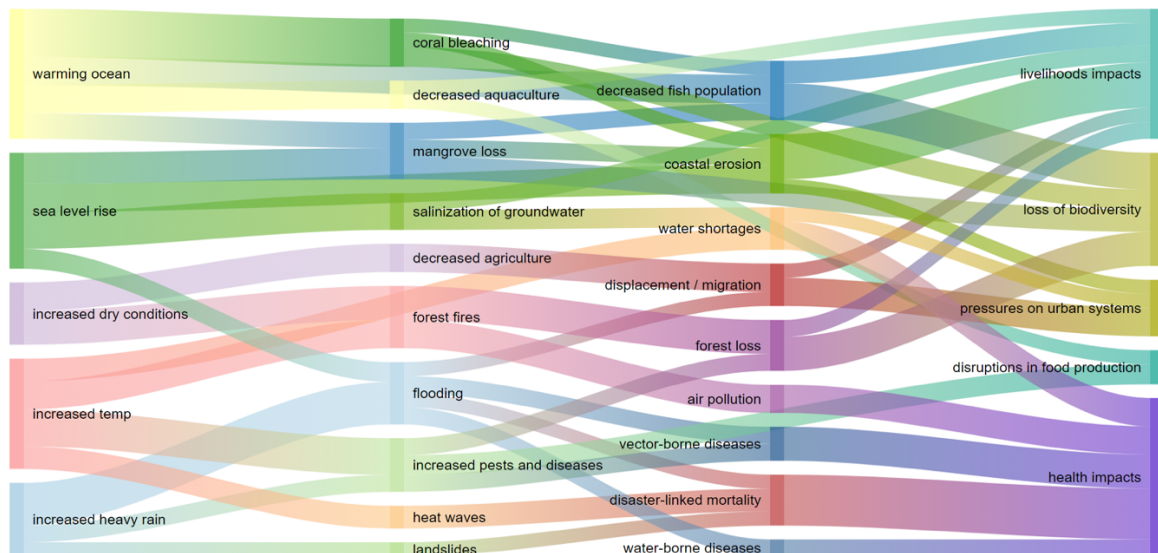 warming ocean
sea level rise
increased dry conditions
increased temp
increased heavy rain
coral bleaching
decreased aquaculture
mangrove loss
salinization of groundwater
decreased agriculture
forest fires
flooding
increased pests and diseases
heat waves
landslides
decreased fish population
coastal erosion
water shortages
displacement / migration
forest loss
air pollution
vector-borne diseases
disaster-linked mortality
water-borne diseases
livelihoods impacts
loss of biodiversity
pressures on urban systems
disruptions in food production
health impacts